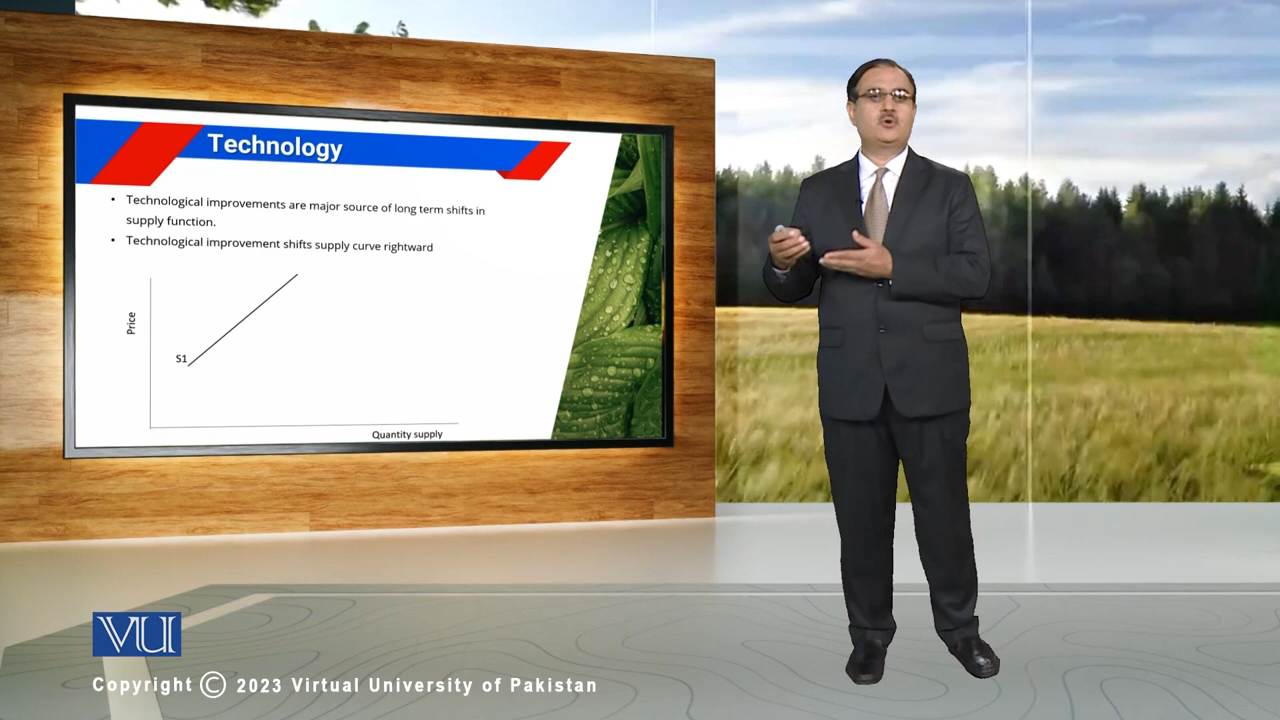 Technology
• Technological improvements are major source of long term shifts in
supply function.
• Technological improvement shifts supply curve rightward
Price
S1
Quantity supply
VU
Copyright © 2023 Virtual University of Pakistan